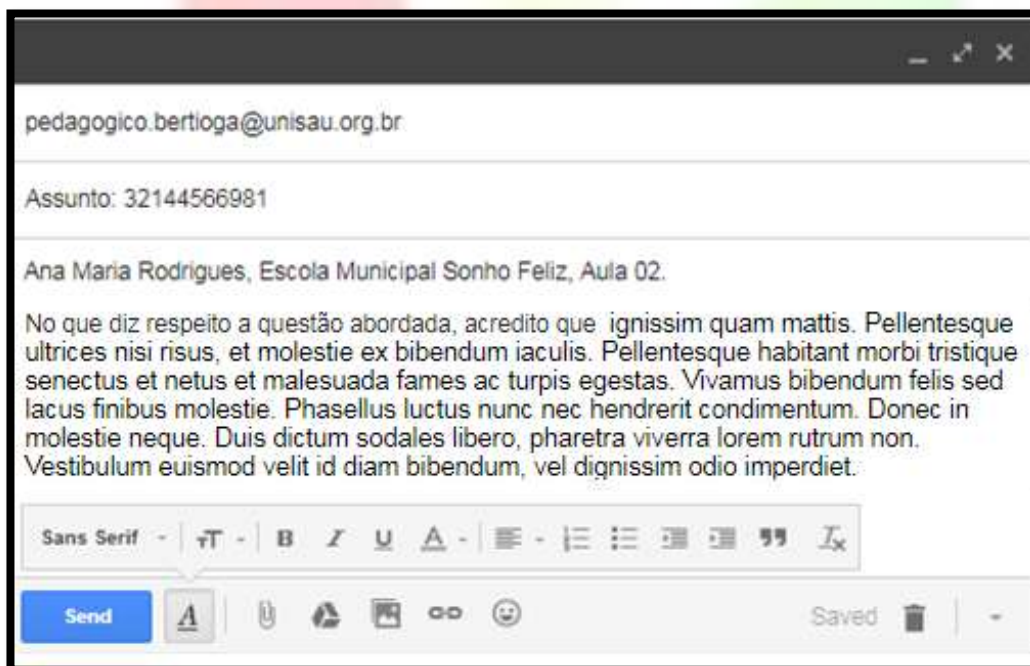 pedagogico.bertioga@unisau.org.br
Assunto: 32144566981
Ana Maria Rodrigues, Escola Municipal Sonho Feliz, Aula 02.
No que diz respeito a questão abordada, acredito que ignissim quam mattis. Pellentesque
ultrices nisi risus, et molestie ex bibendum iaculis. Pellentesque habitant morbi tristique
senectus et netus et malesuada fames ac turpis egestas. Vivamus bibendum felis sed
lacus finibus molestie. Phasellus luctus nunc nec hendrerit condimentum. Donec in
molestie neque. Duis dictum sodales libero, pharetra viverra lorem rutrum non.
Vestibulum euismod velit id diam bibendum, vel dignissim odio imperdiet.
Sans Serif
Send Saved